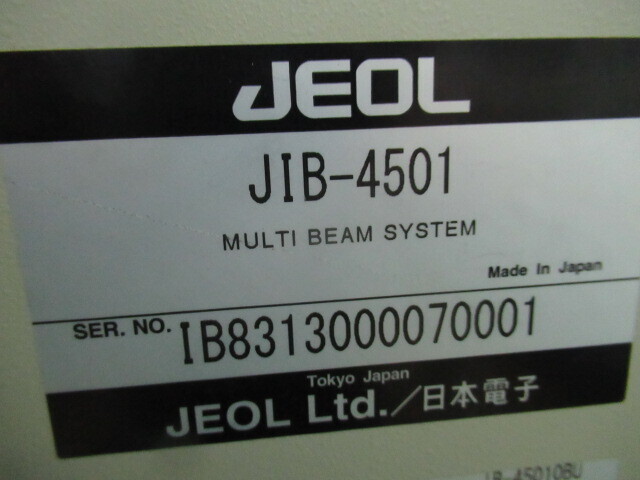 JEOL
JIB-4501
MULTI BEAM SYSTEM
Made In Japan
SER. NO. IB8313000070001
Tokyo Japan
JEOL Ltd./日本電子